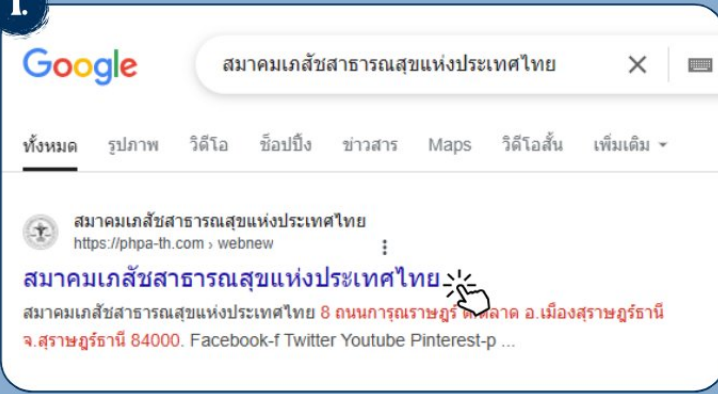 1.
Google
สมาคมเภสัชสาธารณสุขแห่งประเทศไทย
ทั้งหมด รูปภาพ วิดีโอ ช็อปปิ้ง ข่าวสาร Maps วิดีโอสั้น เพิ่มเติม
สมาคมเภสัชสาธารณสุขแห่งประเทศไทย
https://phpa-th.com › webnew
สมาคมเภสัชสาธารณสุขแห่งประเทศไทย
สมาคมเภสัชสาธารณสุขแห่งประเทศไทย 8 ถนนการุณราษฎร์ ต.ตลาด อ.เมืองสุราษฎร์ธานี
จ.สุราษฎร์ธานี 84000. Facebook-f Twitter Youtube Pinterest-p ...